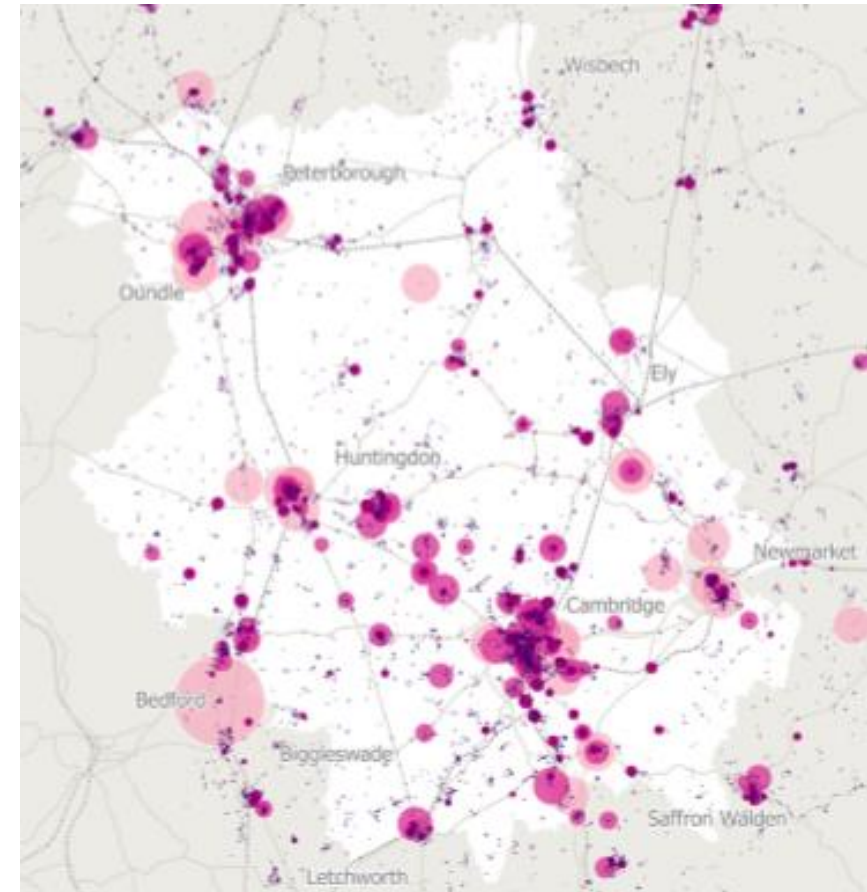 Wisbech
Peterborough
Oundle
Ely
Huntingdon
Newmarket
Cambridge
Bedford
Biggleswade
Saffron Walden
Letchworth